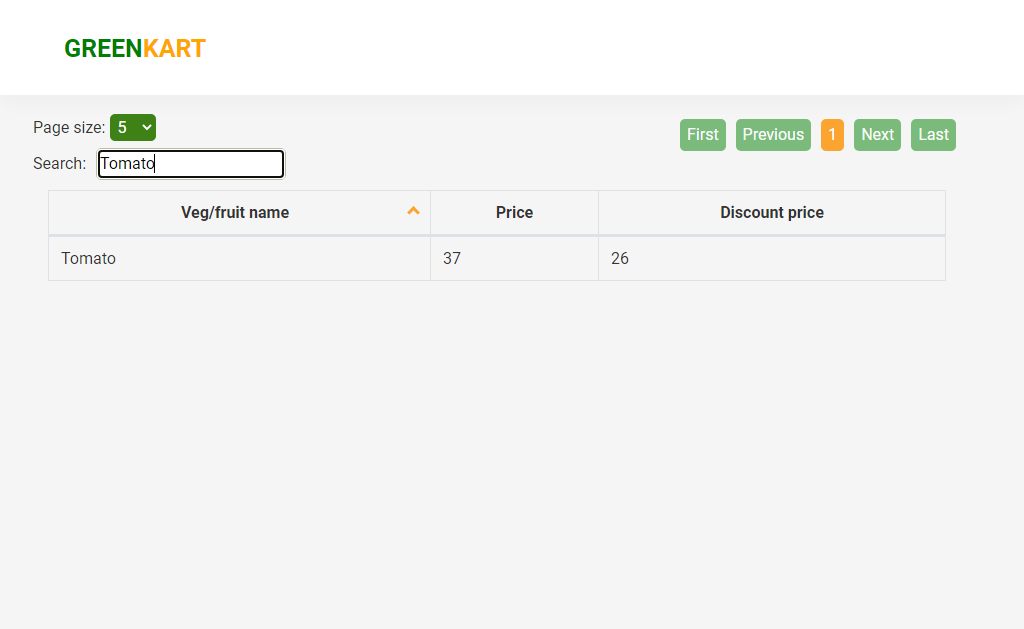 GREENKART
Page size: 5
First Previous 1 Next Last
Search: Tomato
Veg/fruit name Price Discount price
Tomato 37 26